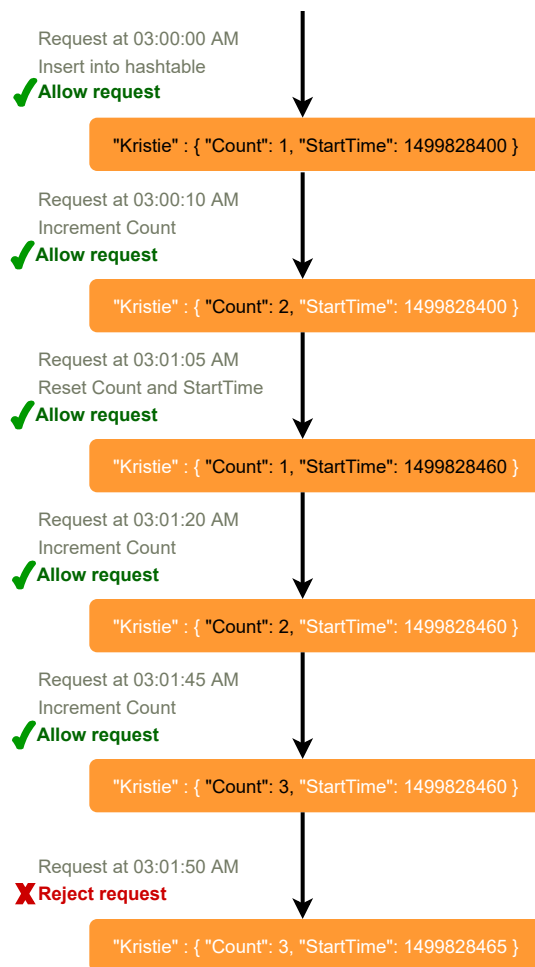 Request at 03:00:00 AM
Insert into hashtable
Allow request
"Kristie" : { "Count": 1, "StartTime": 1499828400 }
Request at 03:00:10 AM
Increment Count
Allow request
"Kristie" : { "Count": 2, "StartTime": 1499828400 }
Request at 03:01:05 AM
Reset Count and StartTime
Allow request
"Kristie" : { "Count": 1, "StartTime": 1499828460 }
Request at 03:01:20 AM
Increment Count
Allow request
"Kristie" : { "Count": 2, "StartTime": 1499828460 }
Request at 03:01:45 AM
Increment Count
Allow request
"Kristie" : { "Count": 3, "StartTime": 1499828460 }
Request at 03:01:50 AM
Reject request
"Kristie" : { "Count": 3, "StartTime": 1499828465 }